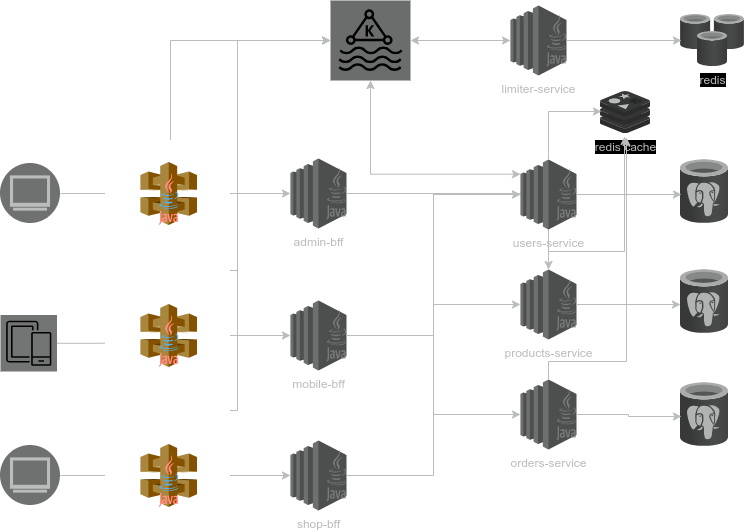 K
Java
limiter-service
redis
redis cache
Java
admin-bff
Java
users-service
Java
Java
products-service
Java
mobile-bff
Java
Java
orders-service
Java
shop-bff
Java